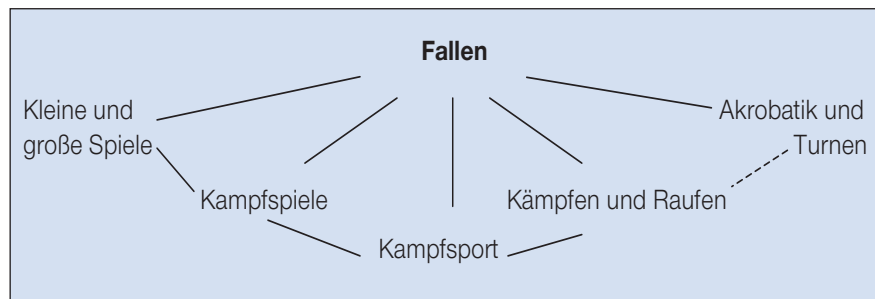 Fallen
Kleine und
große Spiele
Akrobatik und
Turnen
Kampfspiele
Kämpfen und Raufen
Kampfsport